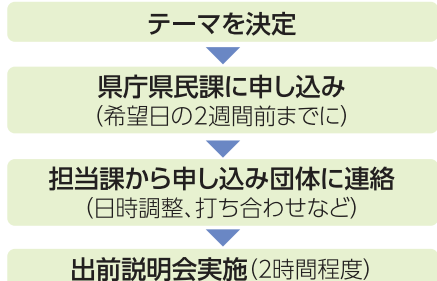 テーマを決定
県庁県民課に申し込み
(希望日の2週間前までに)
担当課から申し込み団体に連絡
(日時調整、打ち合わせなど)
出前説明会実施(2時間程度)